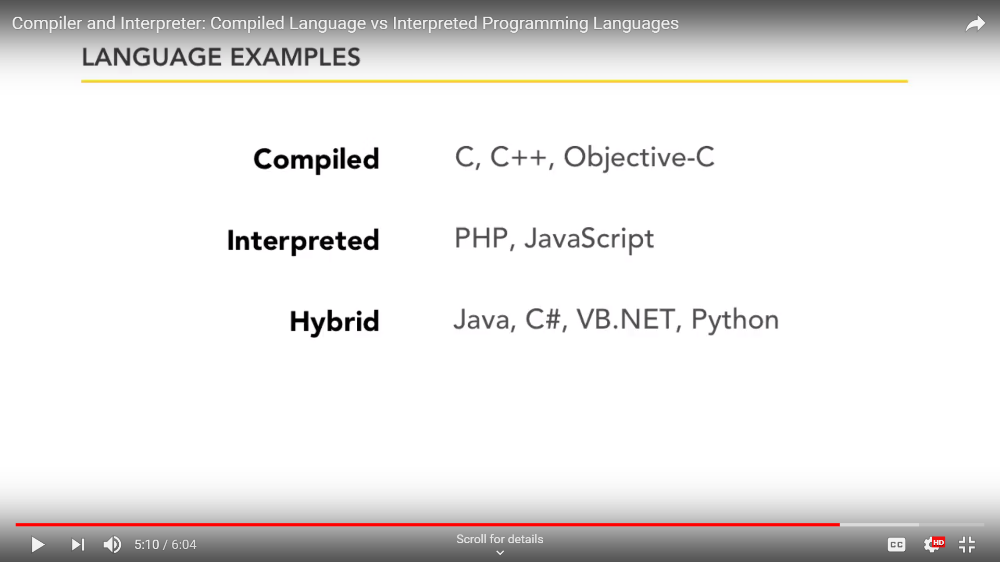 Compiler and Interpreter: Compiled Language vs Interpreted Programming Languages
LANGUAGE EXAMPLES
Compiled C, C++, Objective-C
Interpreted PHP, JavaScript
Hybrid Java, C#, VB.NET, Python
Scroll for details
5:10 / 6:04
CC
HD